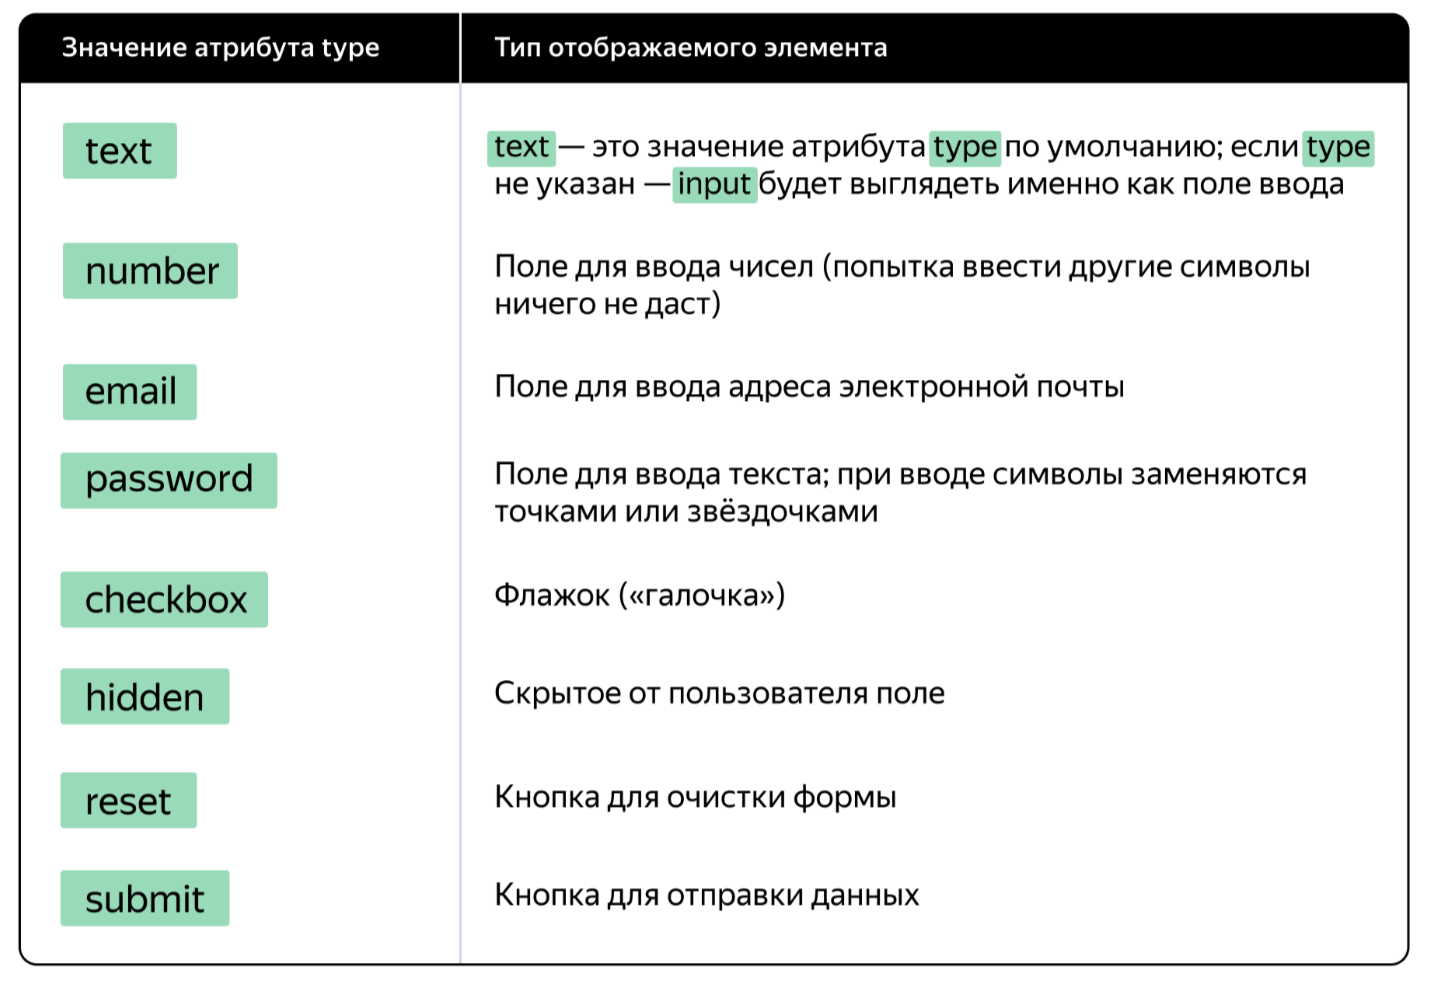 Значение атрибута type
Тип отображаемого элемента
text
text — это значение атрибута type по умолчанию; если type
не указан — input будет выглядеть именно как поле ввода
number
Поле для ввода чисел (попытка ввести другие символы
ничего не даст)
email
Поле для ввода адреса электронной почты
password
Поле для ввода текста; при вводе символы заменяются
точками или звёздочками
checkbox
Флажок («галочка»)
hidden
Скрытое от пользователя поле
reset
Кнопка для очистки формы
submit
Кнопка для отправки данных